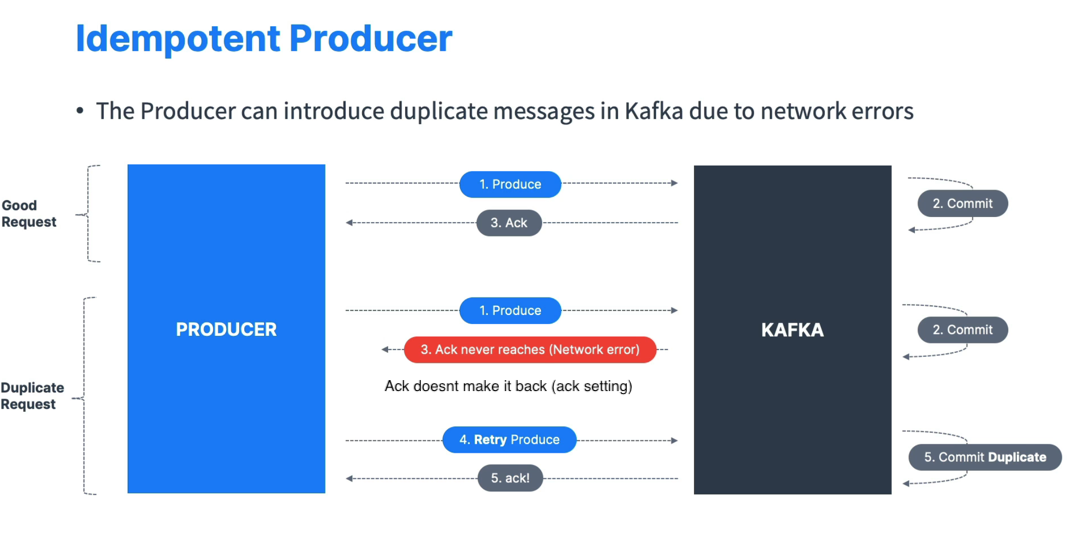 Idempotent Producer
• The Producer can introduce duplicate messages in Kafka due to network errors
Good
Request
1. Produce
2. Commit
3. Ack
PRODUCER
KAFKA
Duplicate
Request
1. Produce
2. Commit
3. Ack never reaches (Network error)
Ack doesnt make it back (ack setting)
4. Retry Produce
5. Commit Duplicate
5. ack!